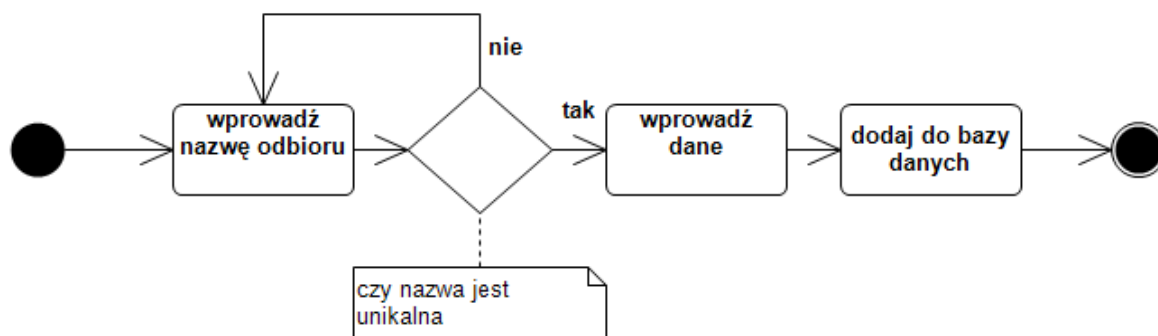 nie
wprowadź
nazwę odbioru
tak
wprowadź
dane
dodaj do bazy
danych
czy nazwa jest
unikalna